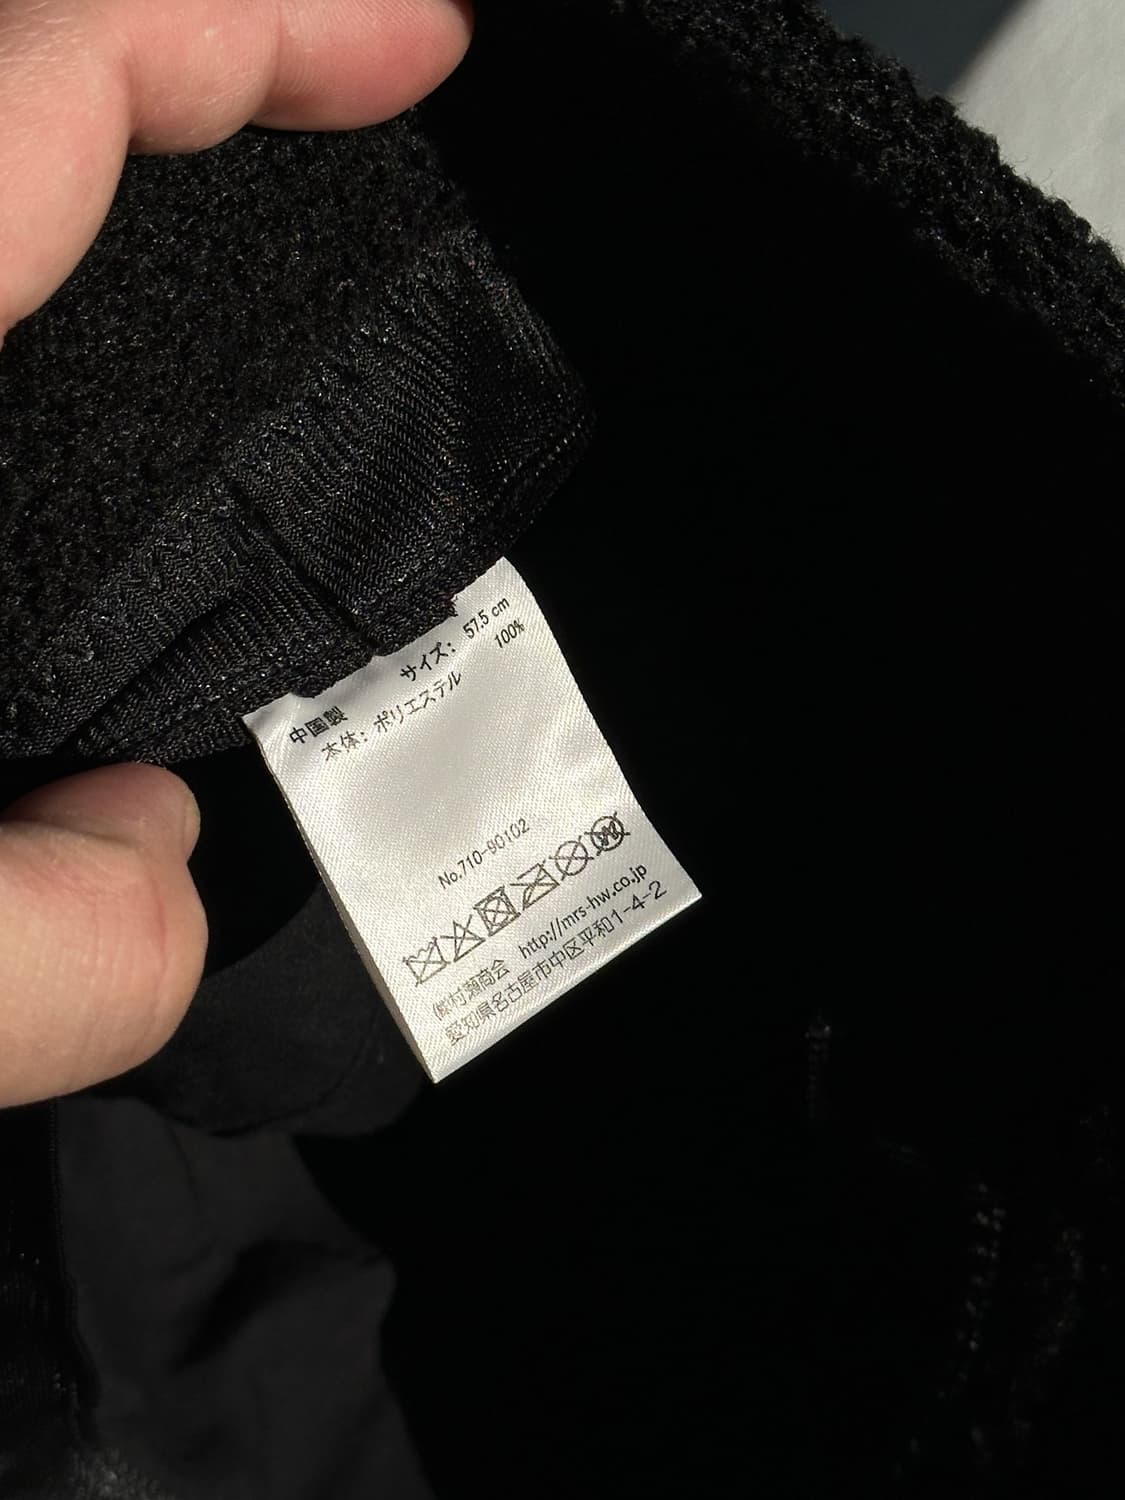 中国製 サイズ: 57.5 cm
本体: ポリエステル 100%
No.710-90102
㈱村瀬商会 http://mrs-hw.co.jp
愛知県名古屋市中区平和1-4-2